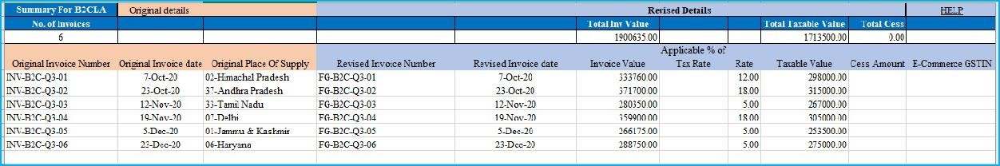 Summary For B2CLA Original details Revised Details HELP
No. of Invoices Total Inv Value Total Taxable Value Total Cess
6 1900635.00 1713500.00 0.00
Original Invoice Number Original Invoice date Original Place Of Supply Revised Invoice Number Revised Invoice date Invoice Value Applicable % of Tax Rate Rate Taxable Value Cess Amount E-Commerce GSTIN
INV-B2C-Q3-01 7-Oct-20 02-Himachal Pradesh FG-B2C-Q3-01 7-Oct-20 333760.00 12.00 298000.00
INV-B2C-Q3-02 23-Oct-20 37-Andhra Pradesh FG-B2C-Q3-02 23-Oct-20 371700.00 18.00 315000.00
INV-B2C-Q3-03 12-Nov-20 33-Tamil Nadu FG-B2C-Q3-03 12-Nov-20 280350.00 5.00 267000.00
INV-B2C-Q3-04 19-Nov-20 07-Delhi FG-B2C-Q3-04 19-Nov-20 359900.00 18.00 305000.00
INV-B2C-Q3-05 5-Dec-20 01-Jammu & Kashmir FG-B2C-Q3-05 5-Dec-20 266175.00 5.00 253500.00
INV-B2C-Q3-06 23-Dec-20 06-Haryana FG-B2C-Q3-06 23-Dec-20 288750.00 5.00 275000.00